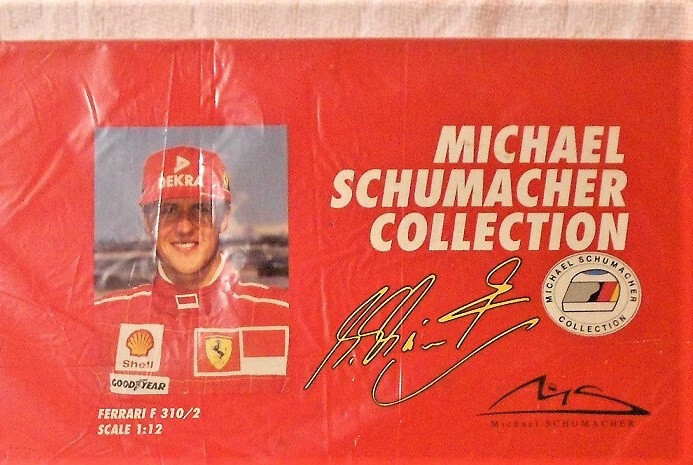 MICHAEL
SCHUMACHER
COLLECTION
DEKRA
MICHAEL SCHUMACHER
COLLECTION
Shell
GOODYEAR
FERRARI F 310/2
SCALE 1:12
Michael SCHUMACHER